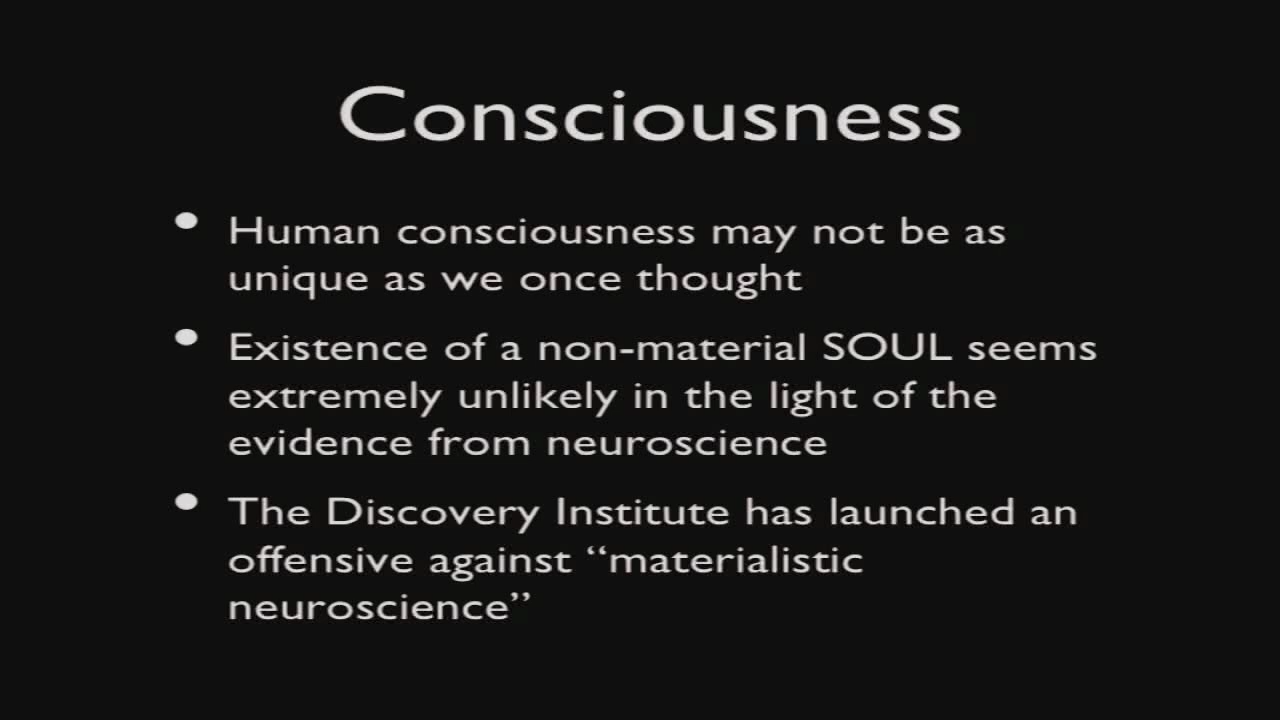 Consciousness
• Human consciousness may not be as
unique as we once thought
• Existence of a non-material SOUL seems
extremely unlikely in the light of the
evidence from neuroscience
• The Discovery Institute has launched an
offensive against “materialistic
neuroscience”